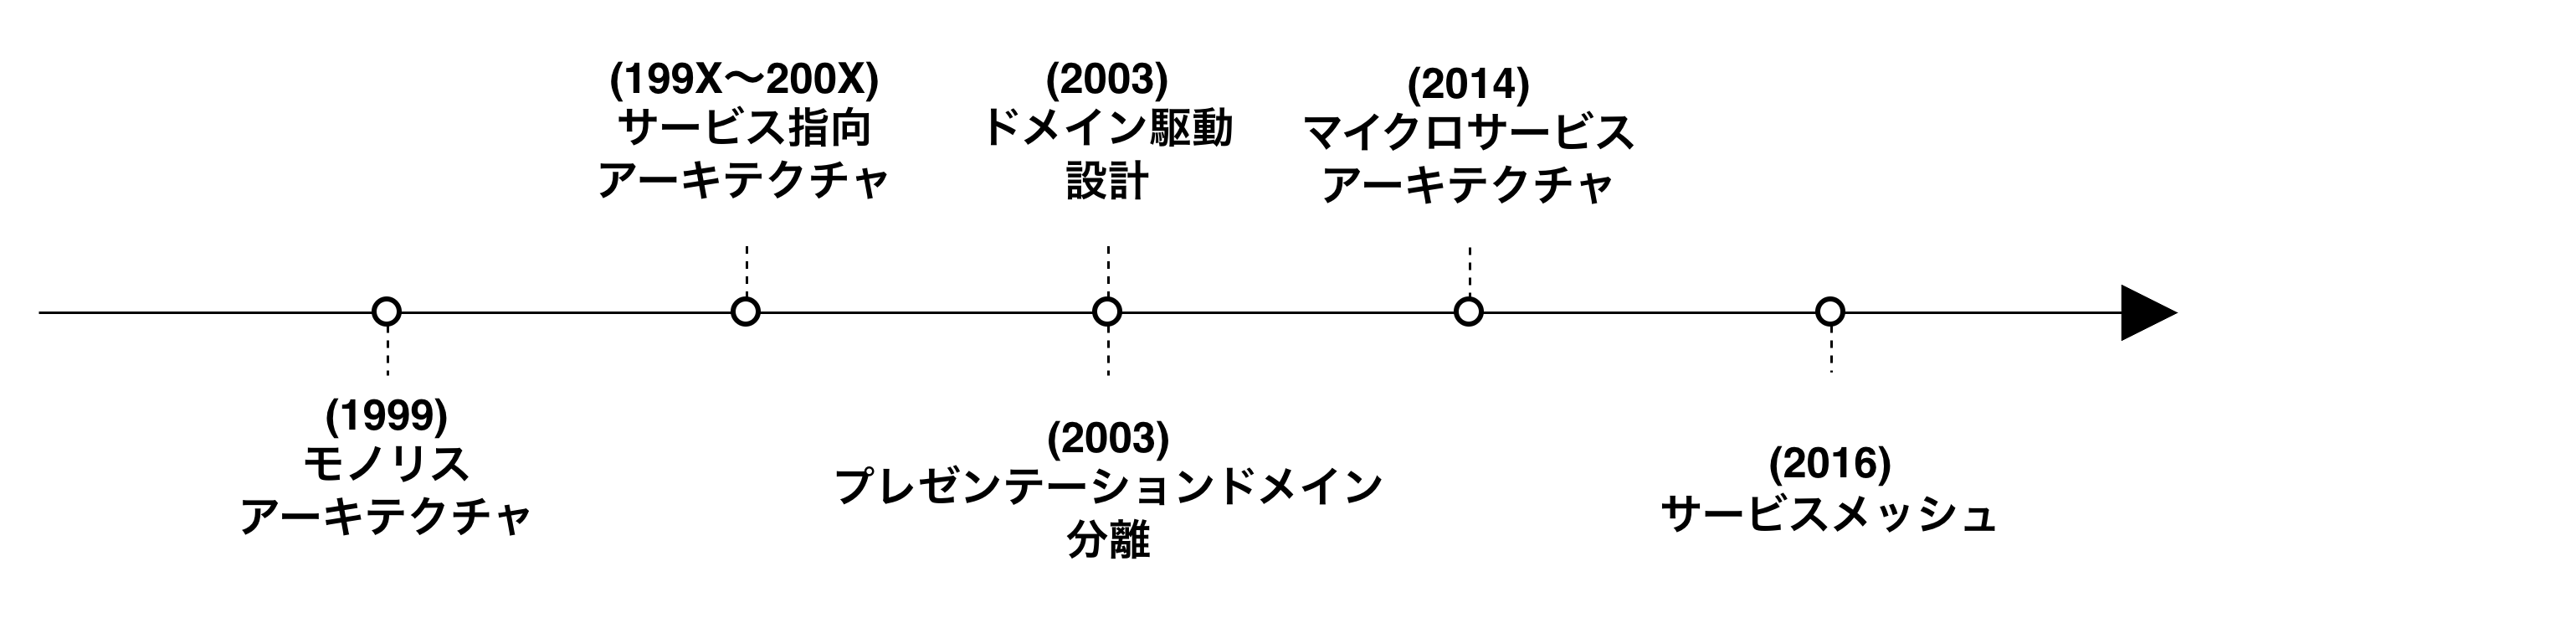 (199X〜200X)
サービス指向
アーキテクチャ
(2003)
ドメイン駆動
設計
(2014)
マイクロサービス
アーキテクチャ
(1999)
モノリス
アーキテクチャ
(2003)
プレゼンテーションドメイン
分離
(2016)
サービスメッシュ